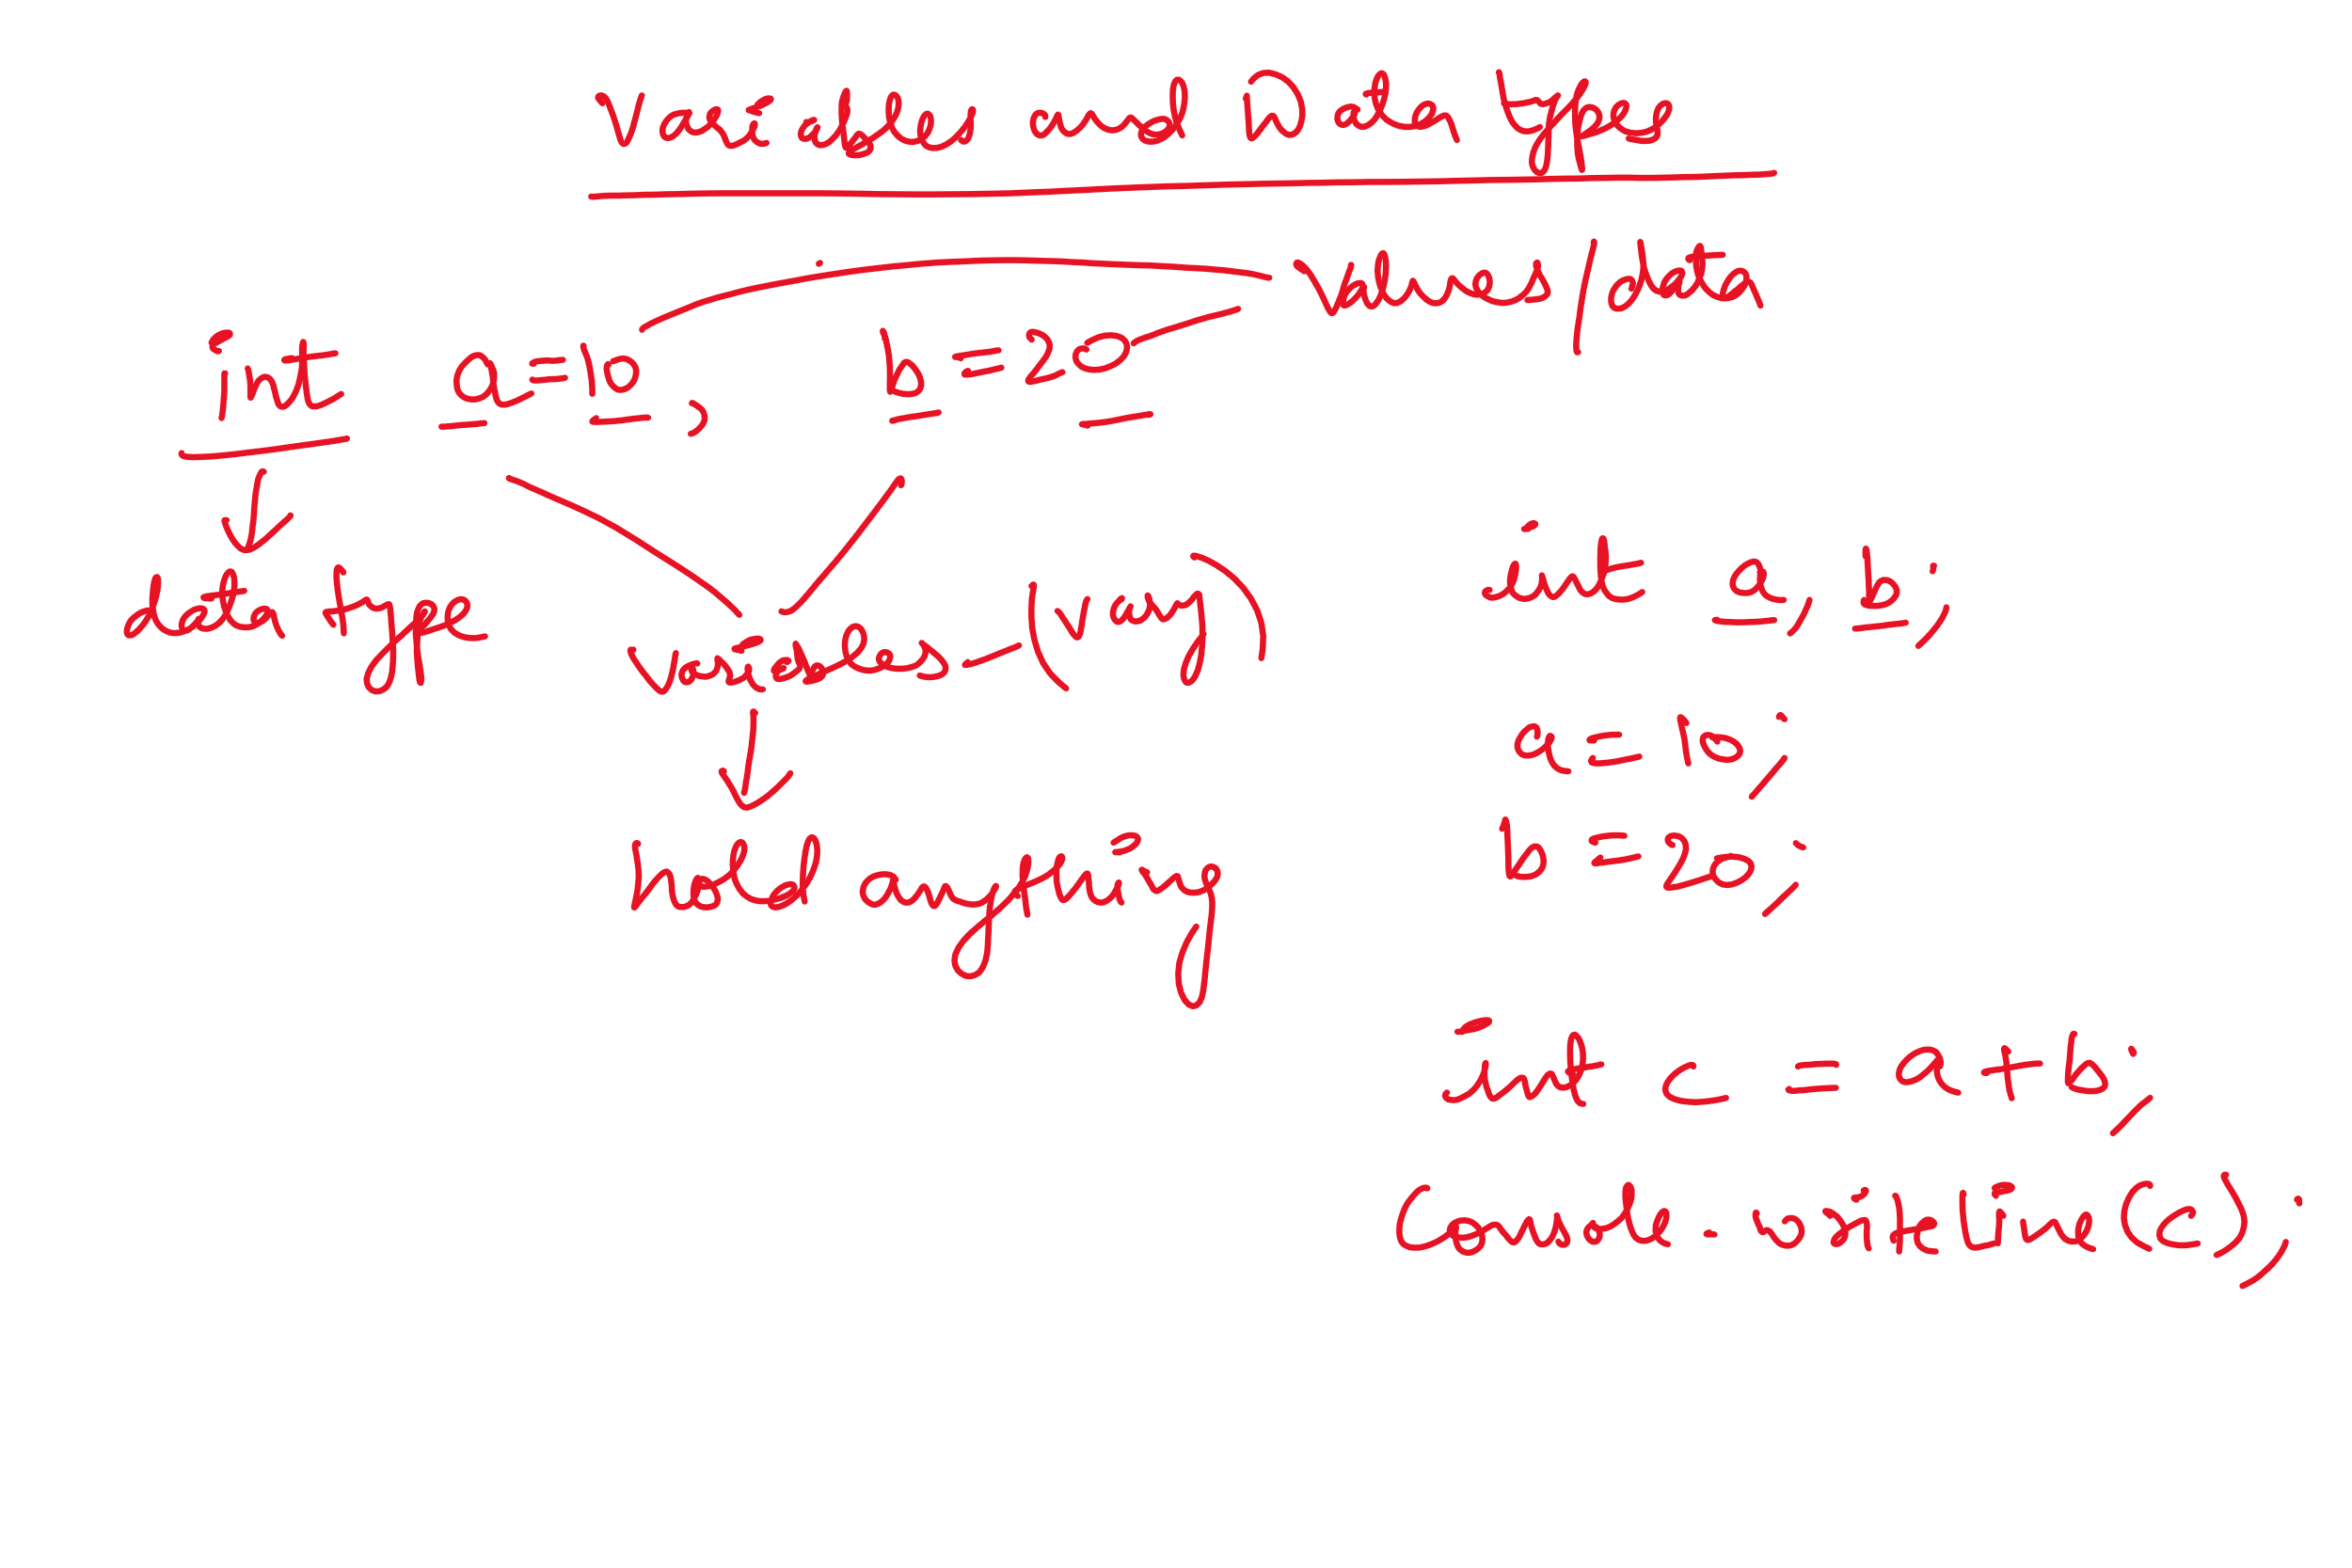 Variables and Data Types
values/data
int a=10, b=20
data type
variables (vary)
hold anything
int a, b;
a = 10;
b = 20;
int c = a+b;
Console.writeline(c);